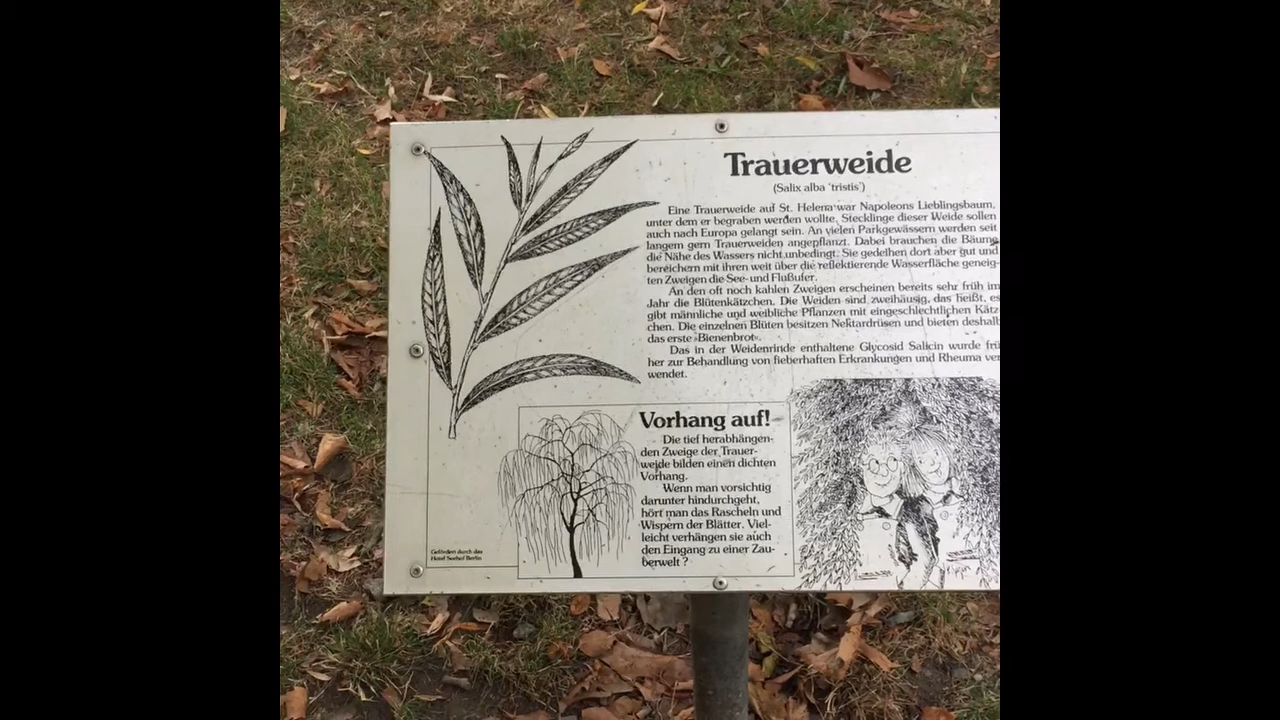 Trauerweide
(Salix alba 'tristis')
Eine Trauerweide auf St. Helena war Napoleons Lieblingsbaum,
unter dem er begraben werden wollte. Stecklinge dieser Weide sollen
auch nach Europa gelangt sein. An vielen Parkgewässern werden seit
langem gern Trauerweiden angepflanzt. Dabei brauchen die Bäume
die Nähe des Wassers nicht unbedingt. Sie gedeihen dort aber gut und
bereichern mit ihren weit über die reflektierende Wasserfläche geneig-
ten Zweigen die See- und Flußufer.
An den oft noch kahlen Zweigen erscheinen bereits sehr früh im
Jahr die Blütenkätzchen. Die Weiden sind zweihäusig, das heißt, es
gibt männliche und weibliche Pflanzen mit eingeschlechtlichen Kätz
chen. Die einzelnen Blüten besitzen Nektardrüsen und bieten deshalb
das erste »Bienenbrot«.
Das in der Weidenrinde enthaltene Glycosid Salicin wurde frü
her zur Behandlung von fieberhaften Erkrankungen und Rheuma ver
wendet.
Vorhang auf!
Die tief herabhängen-
den Zweige der Trauer-
weide bilden einen dichten
Vorhang.
Wenn man vorsichtig
darunter hindurchgeht,
hört man das Rascheln und
Wispern der Blätter. Viel-
leicht verhängen sie auch
den Eingang zu einer Zau-
berwelt ?
Gefördert durch das
Hotel Seehof Berlin